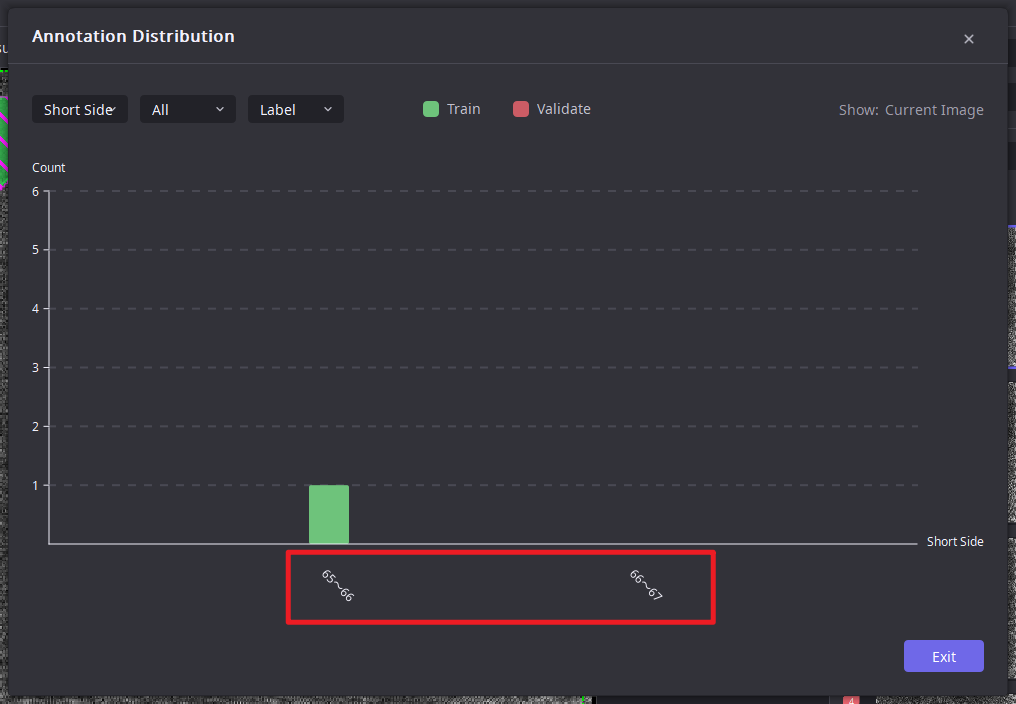 Annotation Distribution
Short Side
All
Label
Train
Validate
Show: Current Image
Count
6
5
4
3
2
1
Short Side
65~66
66~67
Exit
4